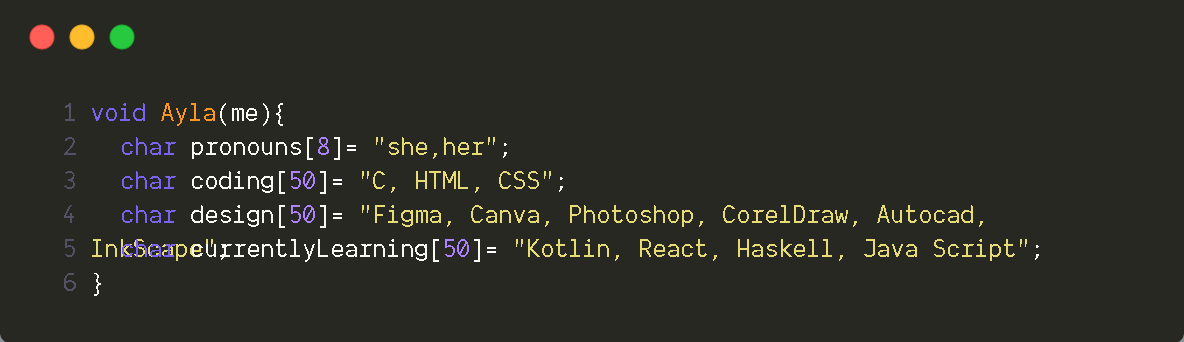 1 void Ayla(me){
2 char pronouns[8]= "she,her";
3 char coding[50]= "C, HTML, CSS";
4 char design[50]= "Figma, Canva, Photoshop, CorelDraw, Autocad,
InkScape";
5 char currentlyLearning[50]= "Kotlin, React, Haskell, Java Script";
6 }